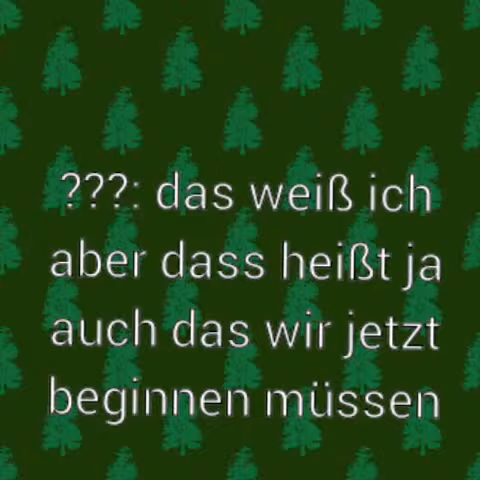 ???: das weiß ich
aber dass heißt ja
auch das wir jetzt
beginnen müssen